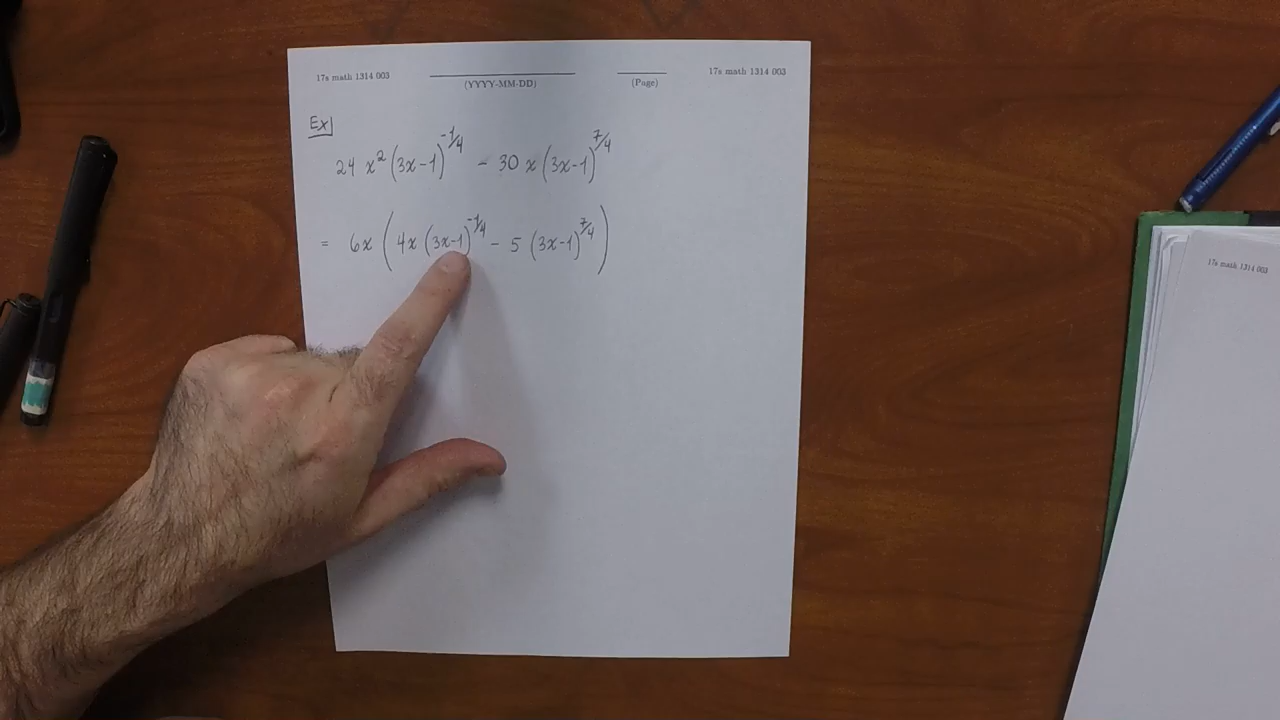 17s math 1314 003 (YYYY-MM-DD) (Page) 17s math 1314 003
Ex
24 x² (3x-1)^-1/4 - 30 x (3x-1)^7/4
= 6x ( 4x (3x-1)^-1/4 - 5 (3x-1)^7/4 )
17s math 1314 003